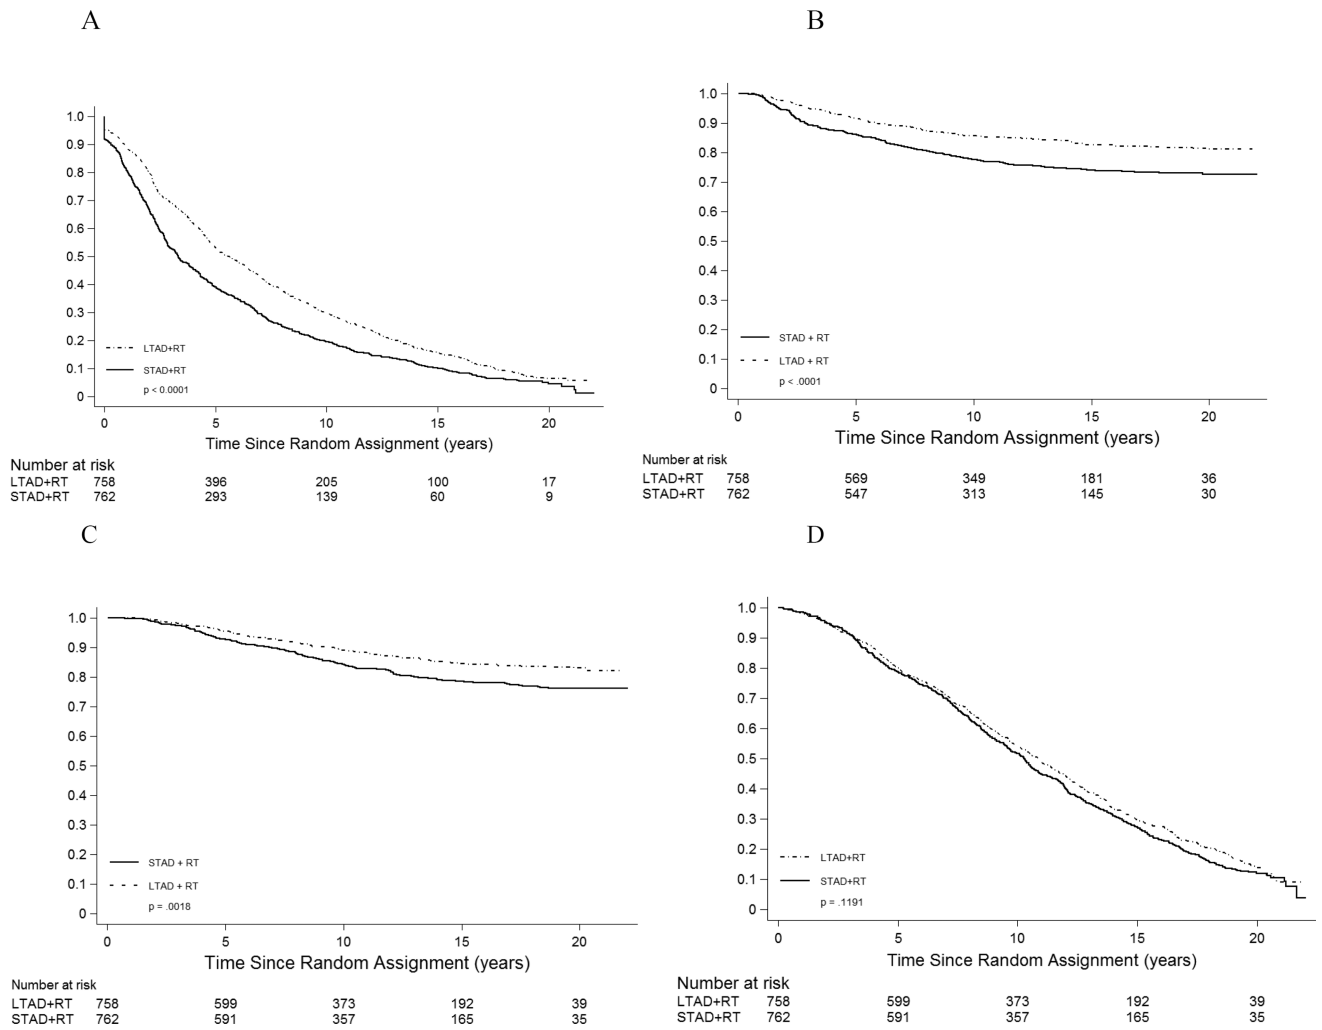 A
1.0
0.9
0.8
0.7
0.6
0.5
0.4
0.3
0.2
0.1
0
LTAD+RT
STAD+RT
p < 0.0001
0 5 10 15 20
Time Since Random Assignment (years)
Number at risk
LTAD+RT 758 396 205 100 17
STAD+RT 762 293 139 60 9
B
1.0
0.9
0.8
0.7
0.6
0.5
0.4
0.3
0.2
0.1
0
STAD + RT
LTAD + RT
p < .0001
0 5 10 15 20
Time Since Random Assignment (years)
Number at risk
LTAD+RT 758 569 349 181 36
STAD+RT 762 547 313 145 30
C
1.0
0.9
0.8
0.7
0.6
0.5
0.4
0.3
0.2
0.1
0
STAD + RT
LTAD + RT
p = .0018
0 5 10 15 20
Time Since Random Assignment (years)
Number at risk
LTAD+RT 758 599 373 192 39
STAD+RT 762 591 357 165 35
D
1.0
0.9
0.8
0.7
0.6
0.5
0.4
0.3
0.2
0.1
0
LTAD+RT
STAD+RT
p = .1191
0 5 10 15 20
Time Since Random Assignment (years)
Number at risk
LTAD+RT 758 599 373 192 39
STAD+RT 762 591 357 165 35